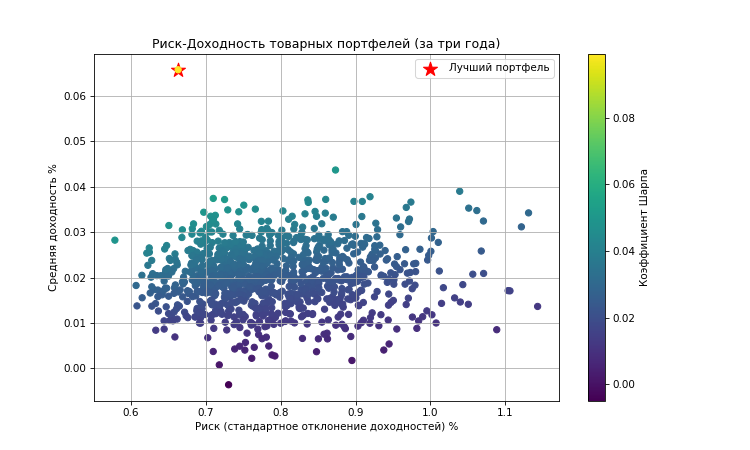 Риск-Доходность товарных портфелей (за три года)
Лучший портфель
Средняя доходность %
0.06
0.05
0.04
0.03
0.02
0.01
0.00
0.6 0.7 0.8 0.9 1.0 1.1
Риск (стандартное отклонение доходностей) %
0.08
0.06
0.04
0.02
0.00
Коэффициент Шарпа